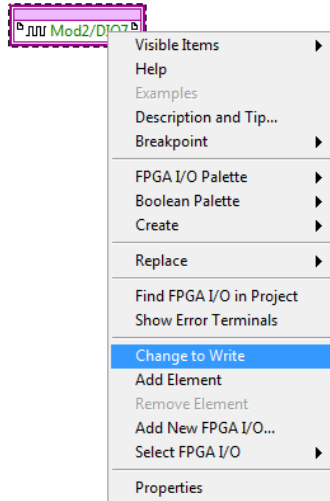 Mod2/DIO7
Visible Items
Help
Examples
Description and Tip...
Breakpoint
FPGA I/O Palette
Boolean Palette
Create
Replace
Find FPGA I/O in Project
Show Error Terminals
Change to Write
Add Element
Remove Element
Add New FPGA I/O...
Select FPGA I/O
Properties